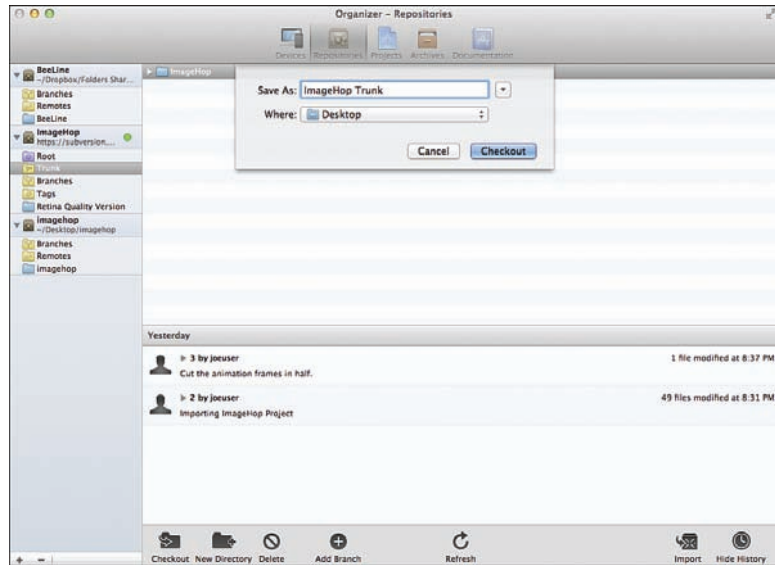 Organizer – Repositories
Devices Repositories Projects Archives Documentation
BeeLine
~/Dropbox/Folders Shar...
Branches
Remotes
BeeLine
ImageHop
https://subversion....
Root
Trunk
Branches
Tags
Retina Quality Version
imagehop
~/Desktop/imagehop
Branches
Remotes
imagehop
ImageHop
Save As: ImageHop Trunk
Where: Desktop
Cancel Checkout
Yesterday
3 by joeuser
1 file modified at 8:37 PM
Cut the animation frames in half.
2 by joeuser
49 files modified at 8:31 PM
Importing ImageHop Project
Checkout New Directory Delete Add Branch Refresh Import Hide History